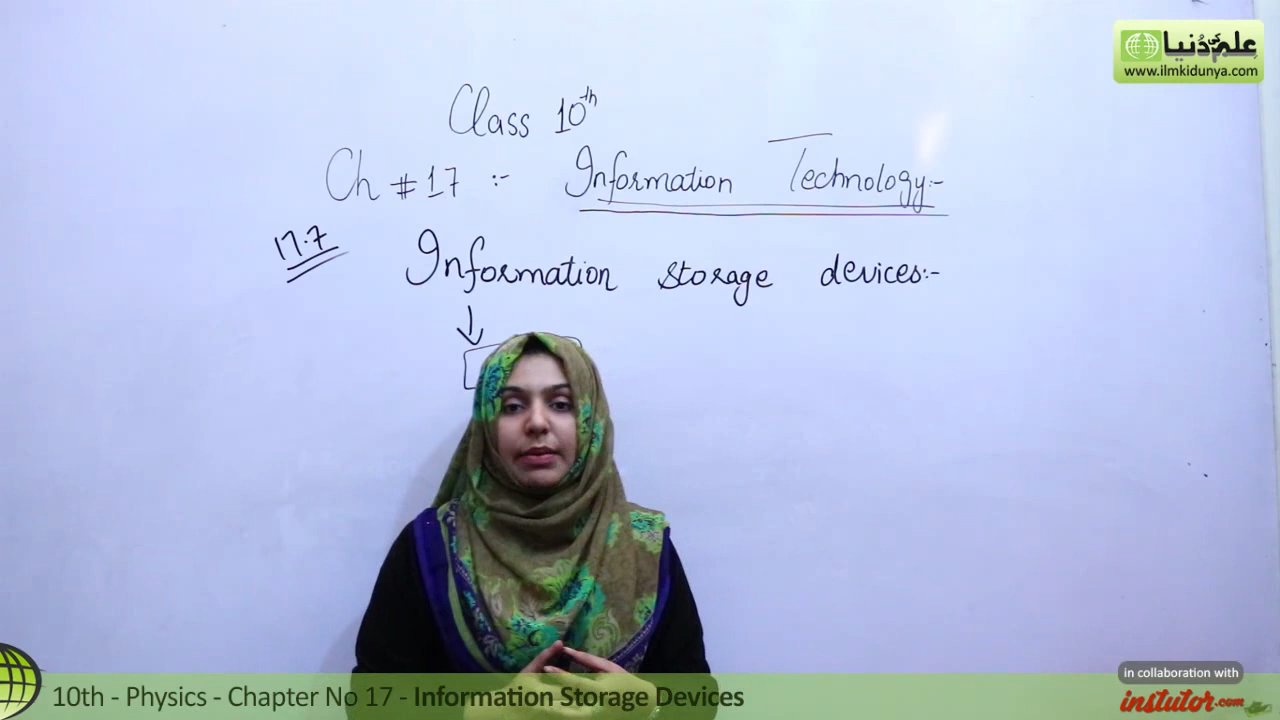 علم کی دُنیا
www.ilmkidunya.com
Class 10th
Ch # 17 :- Information Technology:-
17.7 Information storage devices:-
10th - Physics - Chapter No 17 - Information Storage Devices
in collaboration with
instutor.com